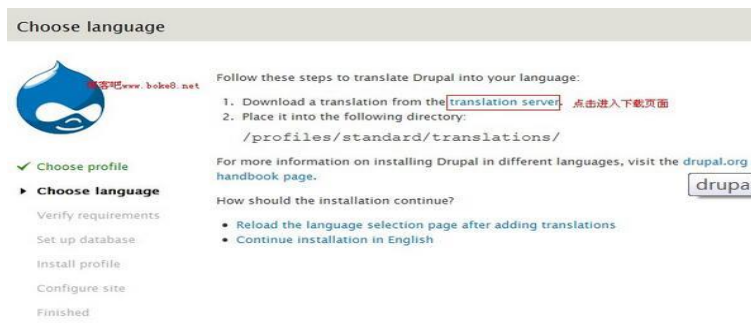 Choose language
博客吧www.boke8.net
Follow these steps to translate Drupal into your language:
1. Download a translation from the translation server. 点击进入下载页面
2. Place it into the following directory:
/profiles/standard/translations/
For more information on installing Drupal in different languages, visit the drupal.org
handbook page.
drupa
How should the installation continue?
• Reload the language selection page after adding translations
• Continue installation in English
Choose profile
Choose language
Verify requirements
Set up database
Install profile
Configure site
Finished